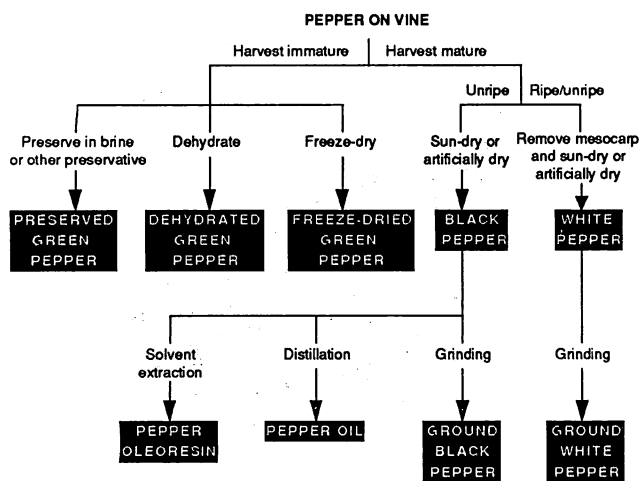 PEPPER ON VINE
Harvest immature
Harvest mature
Unripe
Ripe/unripe
Preserve in brine
or other preservative
Dehydrate
Freeze-dry
Sun-dry or
artificially dry
Remove mesocarp
and sun-dry or
artificially dry
PRESERVED
GREEN
PEPPER
DEHYDRATED
GREEN
PEPPER
FREEZE-DRIED
GREEN
PEPPER
BLACK
PEPPER
WHITE
PEPPER
Solvent
extraction
Distillation
Grinding
Grinding
PEPPER
OLEORESIN
PEPPER OIL
GROUND
BLACK
PEPPER
GROUND
WHITE
PEPPER